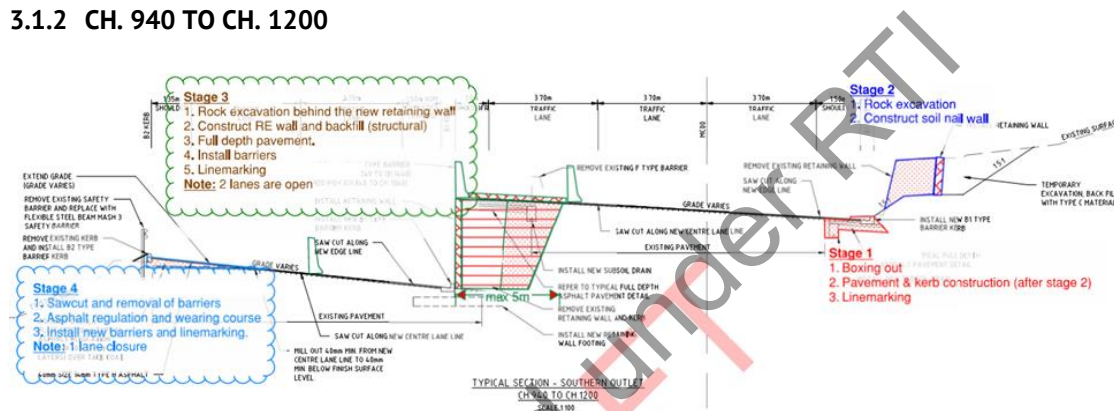 3.1.2 CH. 940 TO CH. 1200
Stage 3
1. Rock excavation behind the new retaining wall
2. Construct RE wall and backfill (structural)
3. Full depth pavement.
4. Install barriers
5. Linemarking
Note: 2 lanes are open
3.70m
TRAFFIC
LANE
3.70m
TRAFFIC
LANE
3.70m
TRAFFIC
LANE
1.50m
SHOUL
Stage 2
1. Rock excavation
2. Construct soil nail wall
RETAINING WALL
EXISTING SURFACE
B2 KERB
MC00
EXTEND GRADE
(GRADE VARIES)
REMOVE EXISTING SAFETY
BARRIER AND REPLACE WITH
FLEXIBLE STEEL BEAM MASH 3
SAFETY BARRIER
REMOVE EXISTING KERB
AND INSTALL B2 TYPE
BARRIER KERB
TYPE BARRIER
INSTALL RETAINING WALL
REMOVE EXISTING F TYPE BARRIER
REMOVE EXISTING RETAINING WALL
SAW CUT ALONG
NEW EDGE LINE
TEMPORARY
EXCAVATION, BACK FILL
WITH TYPE C MATERIAL
GRADE VARIES
SAW CUT ALONG NEW CENTRE LANE LINE
EXISTING PAVEMENT
INSTALL NEW B1 TYPE
BARRIER KERB
SAW CUT ALONG
NEW EDGE LINE
GRADE VARIES
Stage 1
1. Boxing out
2. Pavement & kerb construction (after stage 2)
3. Linemarking
INSTALL NEW SUBSOIL DRAIN
REFER TO TYPICAL FULL DEPTH
ASPHALT PAVEMENT DETAIL
max 5m
REMOVE EXISTING
RETAINING WALL AND KERB
INSTALL NEW RETAINING
WALL FOOTING
Stage 4
1. Sawcut and removal of barriers
2. Asphalt regulation and wearing course
3. Install new barriers and linemarking.
Note: 1 lane closure
EXISTING PAVEMENT
SAW CUT ALONG NEW CENTRE LANE LINE
MILL OUT 40mm MIN FROM NEW
CENTRE LANE LINE TO 40mm
MIN BELOW FINISH SURFACE
LEVEL
TYPICAL SECTION - SOUTHERN OUTLET
CH 940 TO CH 1200
SCALE 1:100
under RTI